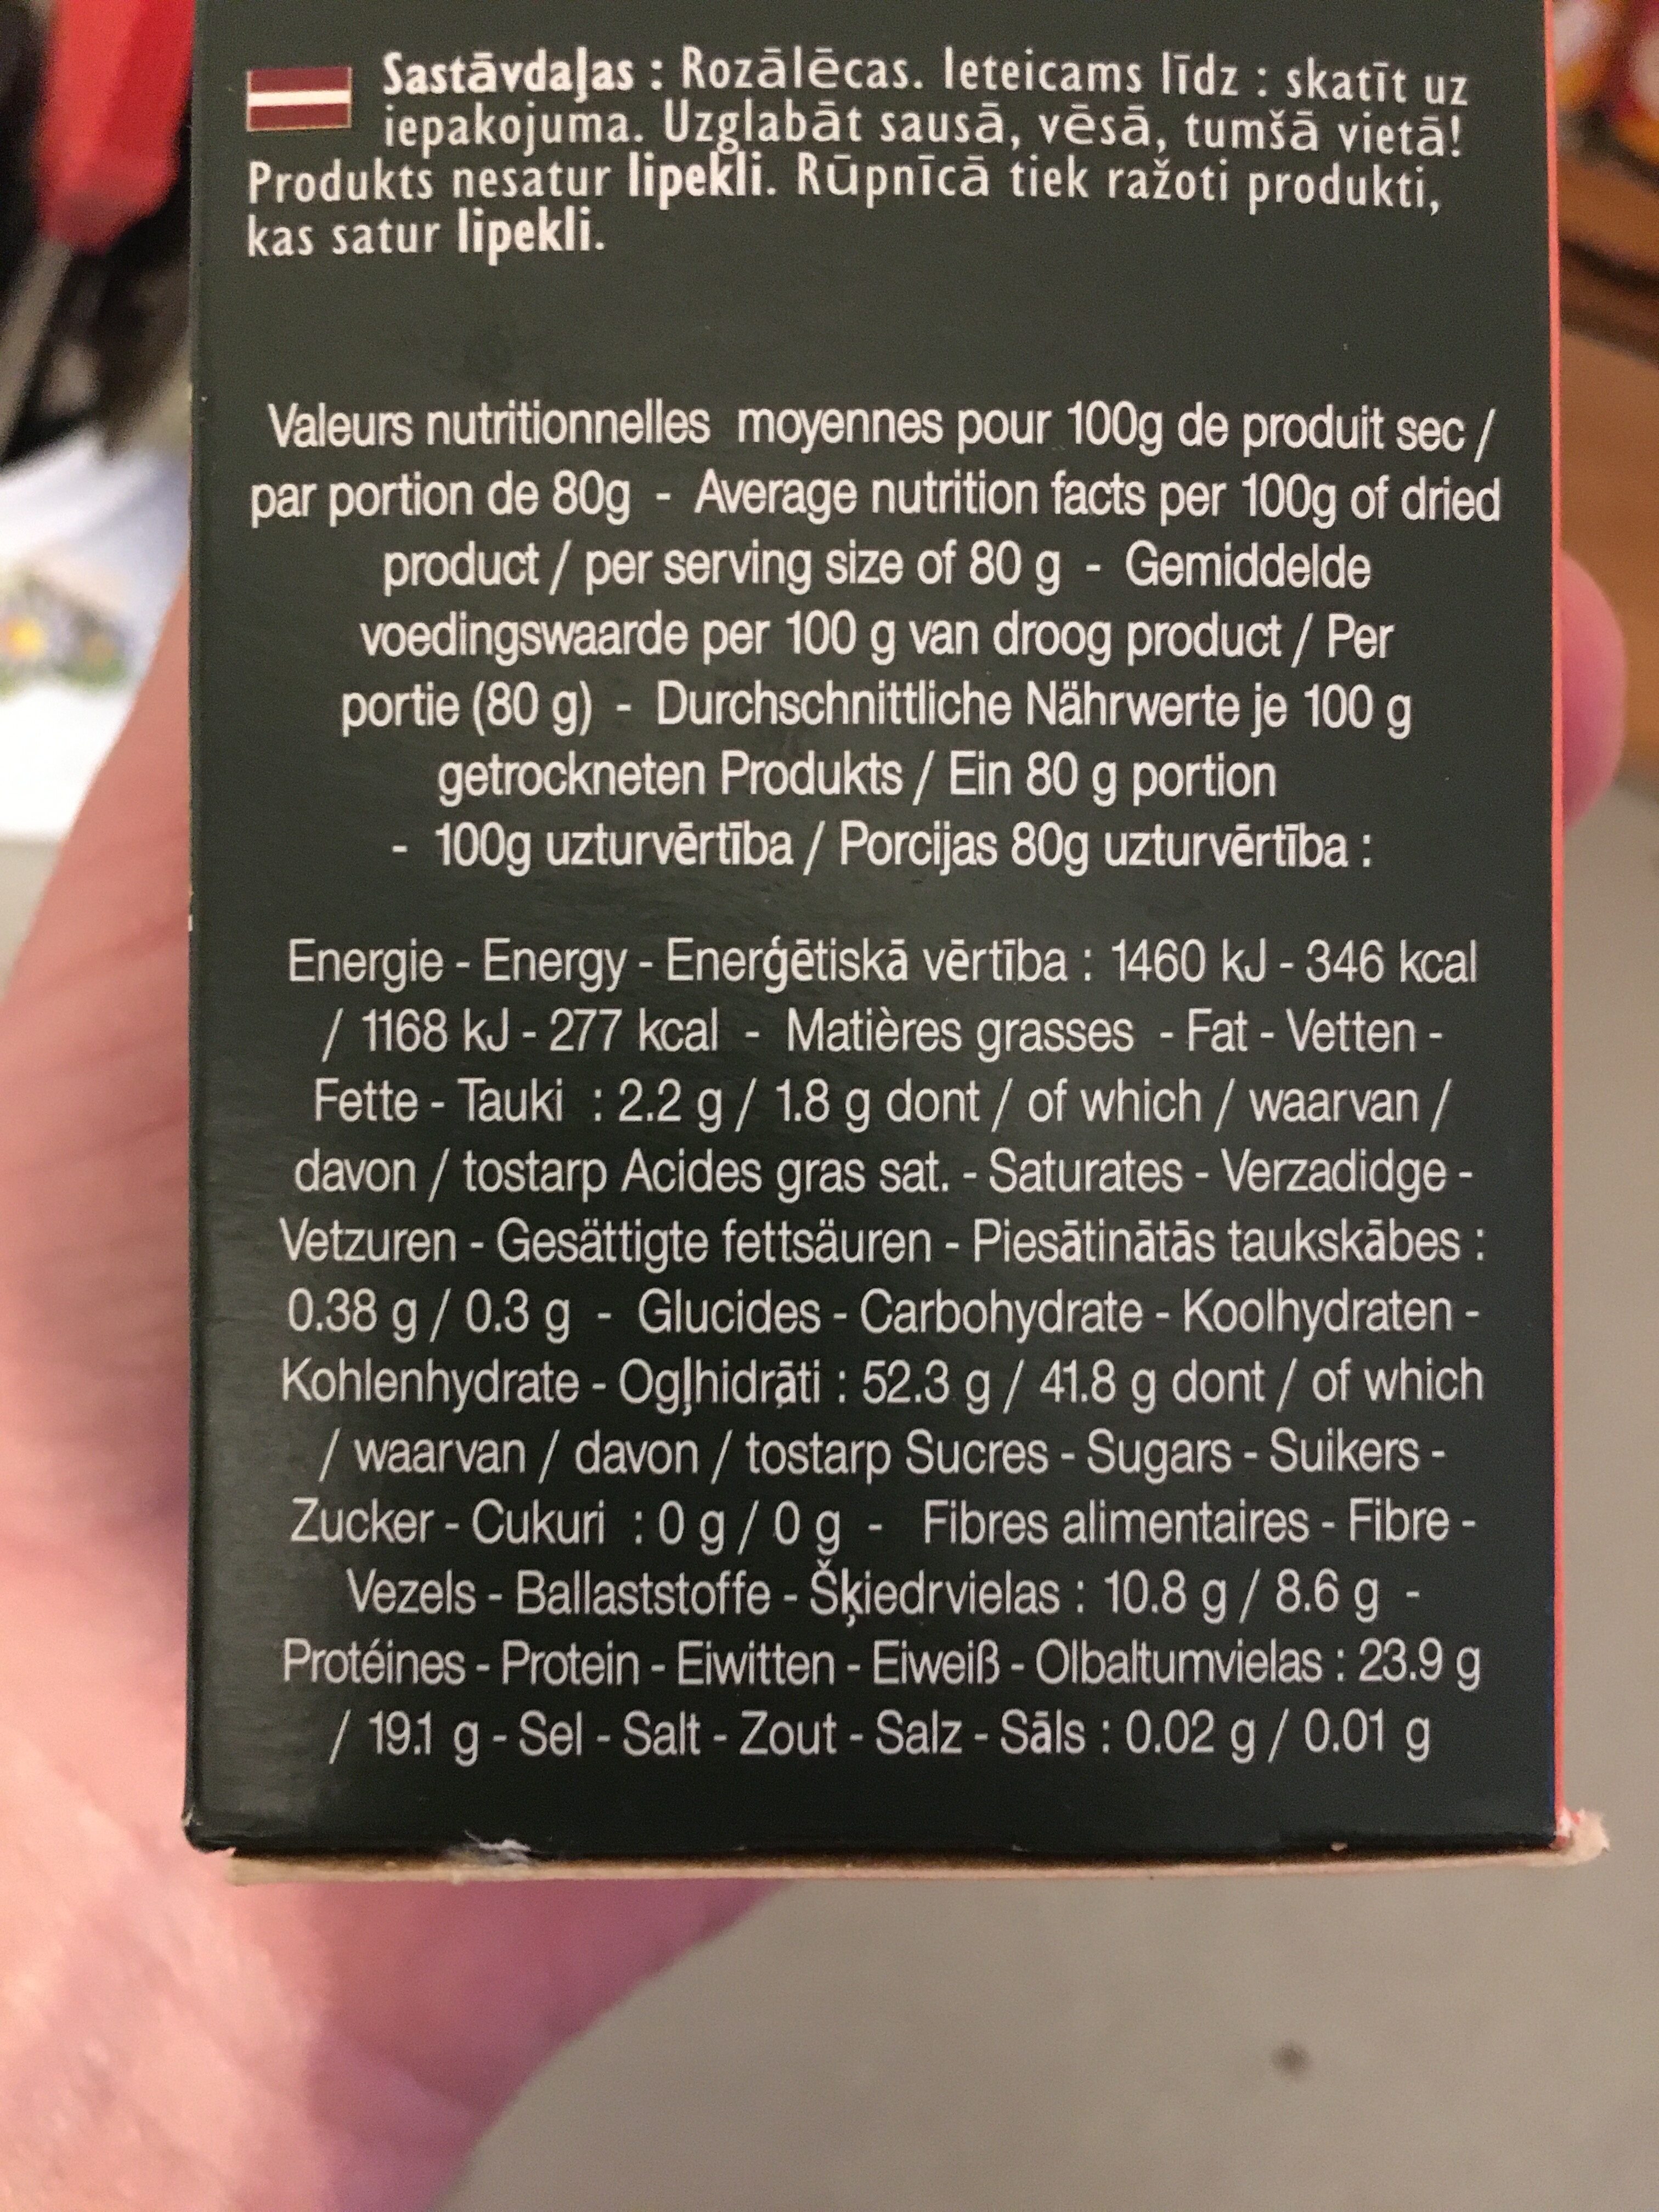 Sastāvdaļas : Rozālēcas. Ieteicams līdz : skatīt uz
iepakojuma. Uzglabāt sausā, vēsā, tumšā vietā!
Produkts nesatur lipekli. Rūpnīcā tiek ražoti produkti,
kas satur lipekli.
Valeurs nutritionnelles moyennes pour 100g de produit sec /
par portion de 80g - Average nutrition facts per 100g of dried
product / per serving size of 80 g - Gemiddelde
voedingswaarde per 100 g van droog product / Per
portie (80 g) - Durchschnittliche Nährwerte je 100 g
getrockneten Produkts / Ein 80 g portion
- 100g uzturvērtība / Porcijas 80g uzturvērtība :
Energie - Energy - Enerģētiskā vērtība : 1460 kJ - 346 kcal
/ 1168 kJ - 277 kcal - Matières grasses - Fat - Vetten -
Fette - Tauki : 2.2 g / 1.8 g dont / of which / waarvan /
davon / tostarp Acides gras sat. - Saturates - Verzadidge -
Vetzuren - Gesättigte fettsäuren - Piesātinātās taukskābes :
0.38 g / 0.3 g - Glucides - Carbohydrate - Koolhydraten -
Kohlenhydrate - Ogļhidrāti : 52.3 g / 41.8 g dont / of which
/ waarvan / davon / tostarp Sucres - Sugars - Suikers -
Zucker - Cukuri : 0 g / 0 g - Fibres alimentaires - Fibre -
Vezels - Ballaststoffe - Šķiedrvielas : 10.8 g / 8.6 g -
Protéines - Protein - Eiwitten - Eiweiß - Olbaltumvielas : 23.9 g
/ 19.1 g - Sel - Salt - Zout - Salz - Sāls : 0.02 g / 0.01 g